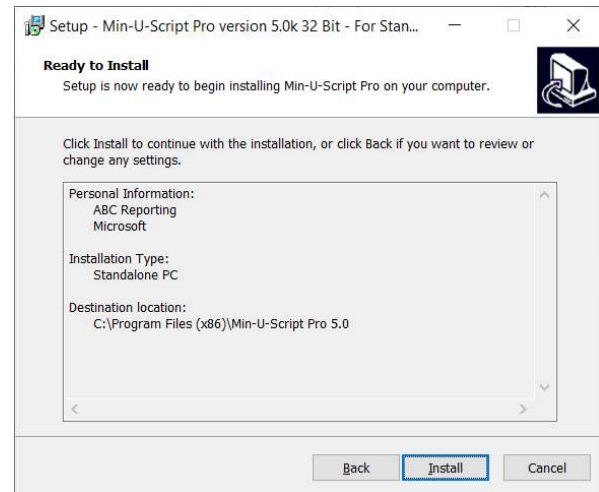 Setup - Min-U-Script Pro version 5.0k 32 Bit - For Stan...
Ready to Install
Setup is now ready to begin installing Min-U-Script Pro on your computer.
Click Install to continue with the installation, or click Back if you want to review or
change any settings.
Personal Information:
ABC Reporting
Microsoft
Installation Type:
Standalone PC
Destination location:
C:\Program Files (x86)\Min-U-Script Pro 5.0
Back Install Cancel